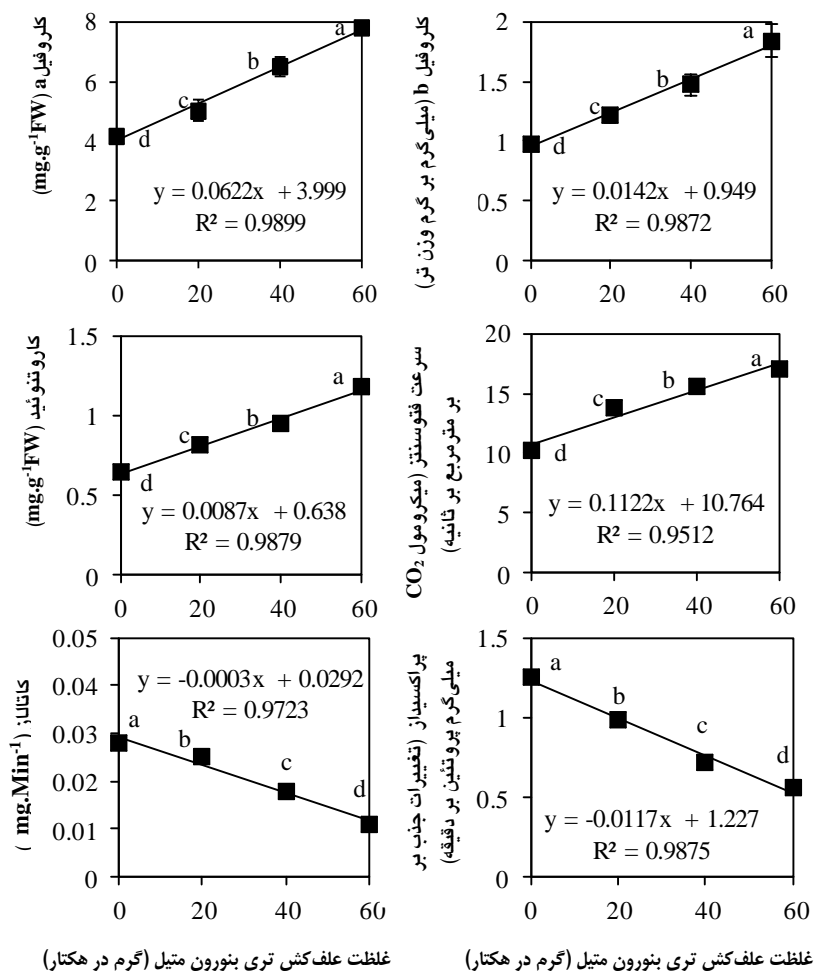 کلروفیل a (mg.g-1FW)
8
6
4
2
0
a
b
c
d
y = 0.0622x + 3.999
R² = 0.9899
0 20 40 60
کلروفیل b (میلی‌گرم بر گرم وزن تر)
2
1.5
1
0.5
0
a
b
c
d
y = 0.0142x + 0.949
R² = 0.9872
0 20 40 60
کاروتنوئید (mg.g-1FW)
1.5
1
0.5
0
a
b
c
d
y = 0.0087x + 0.638
R² = 0.9879
0 20 40 60
سرعت فتوسنتز (میکرومول CO2
بر مترمربع بر ثانیه)
20
15
10
5
0
a
b
c
d
y = 0.1122x + 10.764
R² = 0.9512
0 20 40 60
کاتالاز (mg.Min-1)
0.05
0.04
0.03
0.02
0.01
0
y = -0.0003x + 0.0292
R² = 0.9723
a
b
c
d
0 20 40 60
پراکسیداز (تغییرات جذب بر
میلی‌گرم پروتئین بر دقیقه)
1.5
1
0.5
0
a
b
c
d
y = -0.0117x + 1.227
R² = 0.9875
0 20 40 60
غلظت علف‌کش تری بنورون متیل (گرم در هکتار)
غلظت علف‌کش تری بنورون متیل (گرم در هکتار)